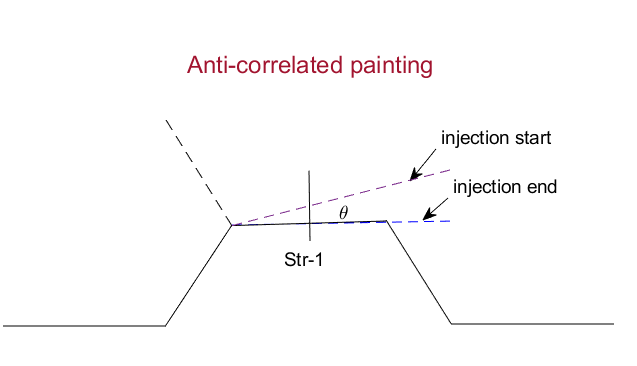 Anti-correlated painting
injection start
injection end
θ
Str-1